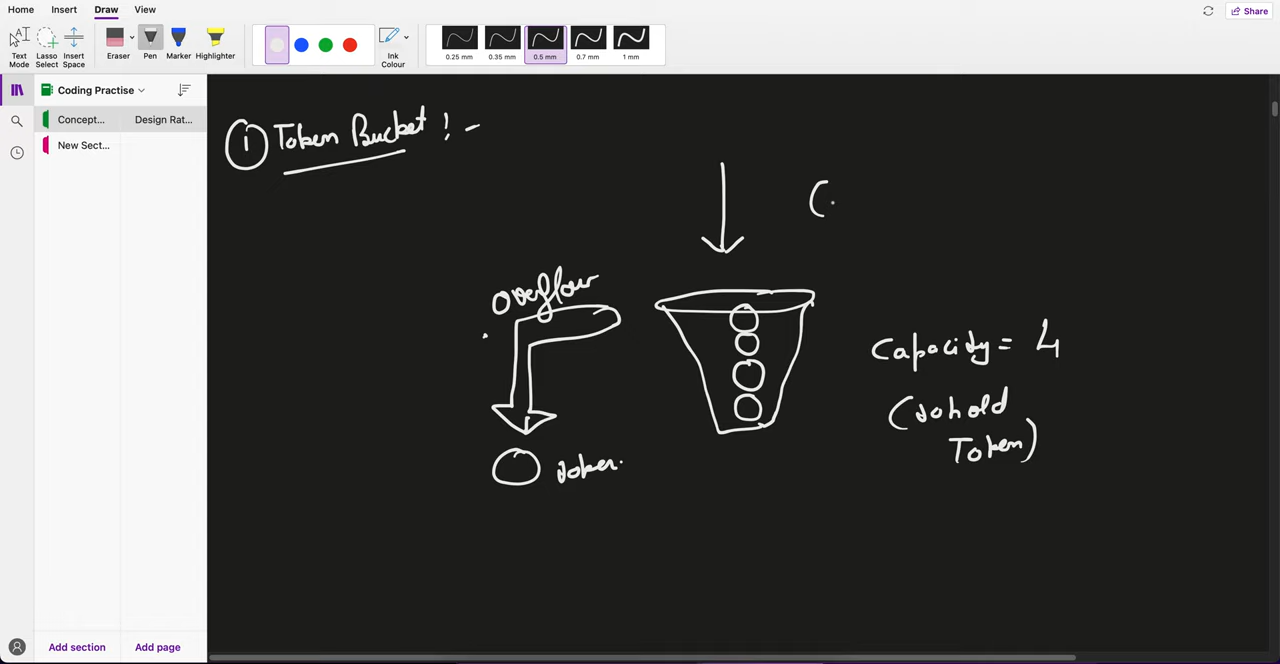 Home Insert Draw View
Share
Text Mode
Lasso Select
Insert Space
Eraser
Pen
Marker
Highlighter
Ink Colour
0.25 mm
0.35 mm
0.5 mm
0.7 mm
1 mm
Coding Practise
Concept...
Design Rat...
New Sect...
① Token Bucket : -
(
Overflow
Capacity = 4
(to hold
Token)
token.
Add section
Add page